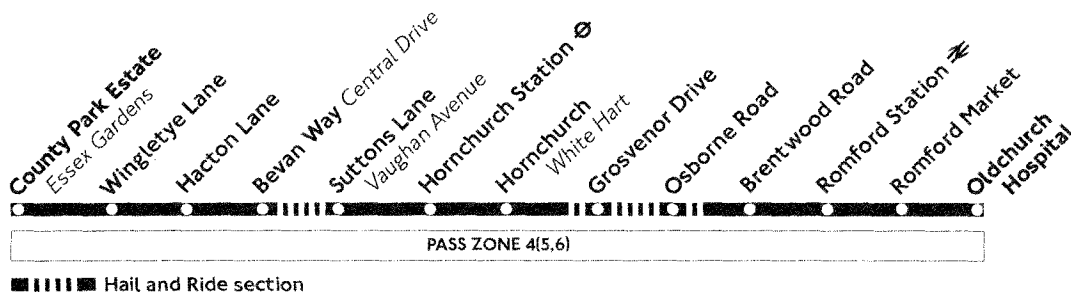 County Park Estate
Essex Gardens
Wingletye Lane
Hacton Lane
Bevan Way Central Drive
Suttons Lane
Vaughan Avenue
Hornchurch Station
Hornchurch
White Hart
Grosvenor Drive
Osborne Road
Brentwood Road
Romford Station
Romford Market
Oldchurch
Hospital
PASS ZONE 4(5,6)
Hail and Ride section